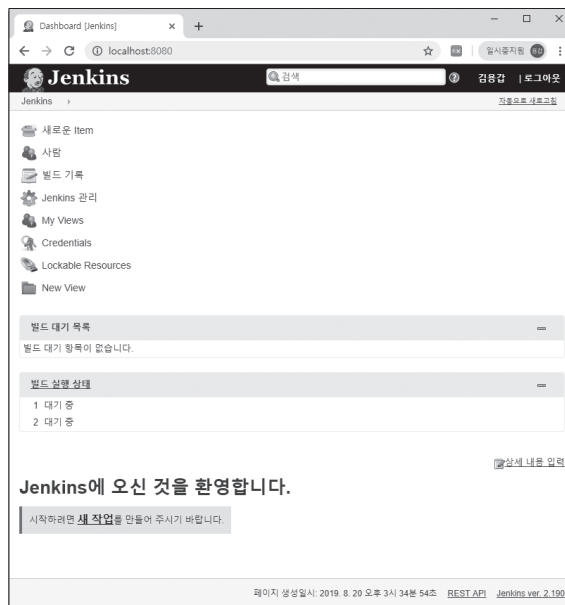 Dashboard [Jenkins]
localhost:8080
일시중지됨 용갑
Jenkins
검색
김용갑 | 로그아웃
Jenkins
자동으로 새로고침
새로운 Item
사람
빌드 기록
Jenkins 관리
My Views
Credentials
Lockable Resources
New View
빌드 대기 목록
빌드 대기 항목이 없습니다.
빌드 실행 상태
1 대기 중
2 대기 중
상세 내용 입력
Jenkins에 오신 것을 환영합니다.
시작하려면 새 작업를 만들어 주시기 바랍니다.
페이지 생성일시: 2019. 8. 20 오후 3시 34분 54초 REST API Jenkins ver. 2.190